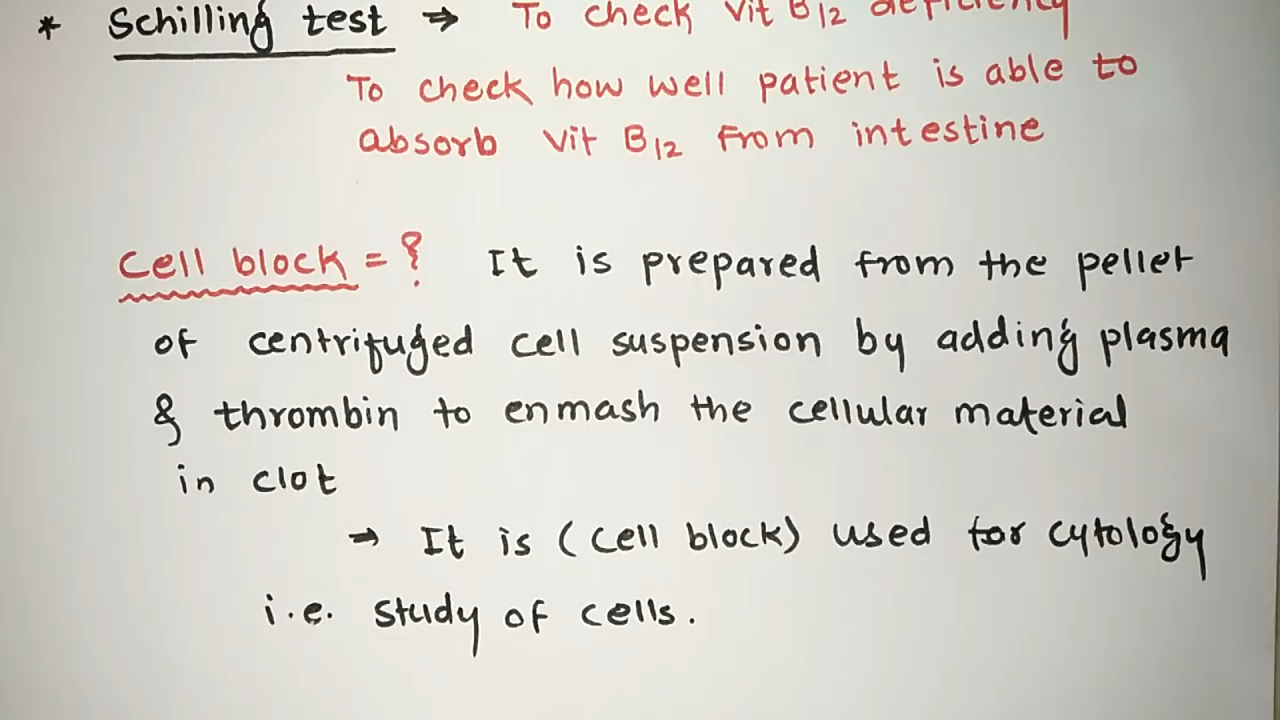 * Schilling test ⇒ To check Vit B12 deficiency
To check how well patient is able to
absorb Vit B12 From intestine
Cell block = ? It is prepared from the pellet
of centrifuged cell suspension by adding plasma
& thrombin to enmash the cellular material
in clot
⇒ It is (cell block) used for cytology
i.e. study of cells.